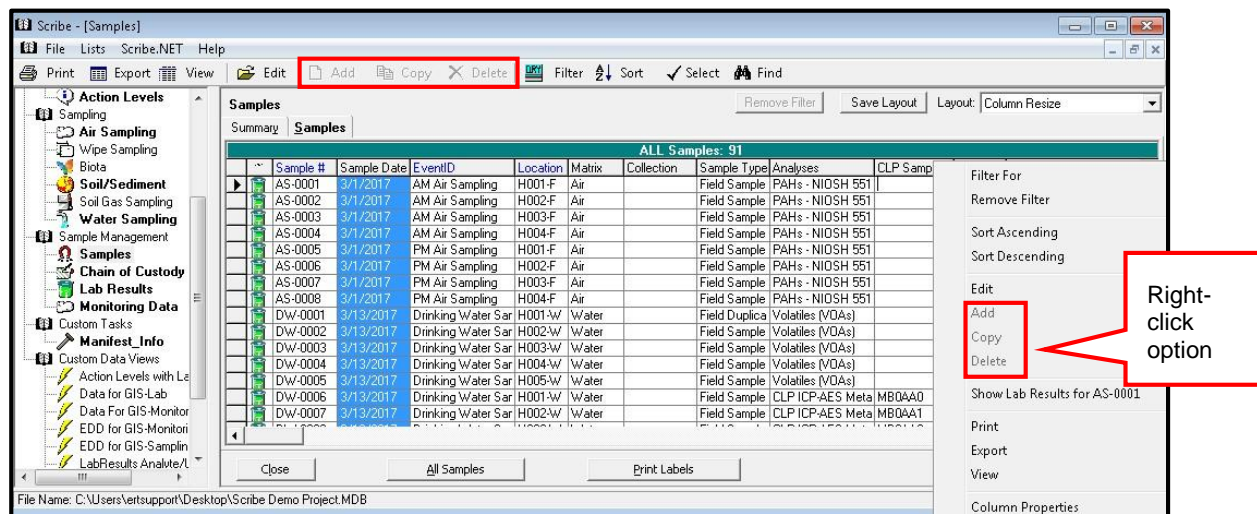 Scribe - [Samples]
File Lists Scribe.NET Help
Print Export View Edit Add Copy Delete Filter Sort Select Find
Action Levels
Sampling
Air Sampling
Wipe Sampling
Biota
Soil/Sediment
Soil Gas Sampling
Water Sampling
Sample Management
Samples
Chain of Custody
Lab Results
Monitoring Data
Custom Tasks
Manifest_Info
Custom Data Views
Action Levels with La
Data for GIS-Lab
Data For GIS-Monitor
EDD for GIS-Monitori
EDD for GIS-Samplin
LabResults Analyte/L
Samples Remove Filter Save Layout Layout: Column Resize
Summary Samples
ALL Samples: 91
Sample # Sample Date EventID Location Matrix Collection Sample Type Analyses CLP Samp
AS-0001 3/1/2017 AM Air Sampling H001-F Air Field Sample PAHs - NIOSH 551
AS-0002 3/1/2017 AM Air Sampling H002-F Air Field Sample PAHs - NIOSH 551
AS-0003 3/1/2017 AM Air Sampling H003-F Air Field Sample PAHs - NIOSH 551
AS-0004 3/1/2017 AM Air Sampling H004-F Air Field Sample PAHs - NIOSH 551
AS-0005 3/1/2017 PM Air Sampling H001-F Air Field Sample PAHs - NIOSH 551
AS-0006 3/1/2017 PM Air Sampling H002-F Air Field Sample PAHs - NIOSH 551
AS-0007 3/1/2017 PM Air Sampling H003-F Air Field Sample PAHs - NIOSH 551
AS-0008 3/1/2017 PM Air Sampling H004-F Air Field Sample PAHs - NIOSH 551
DW-0001 3/13/2017 Drinking Water Sar H001-W Water Field Duplica Volatiles (VOAs)
DW-0002 3/13/2017 Drinking Water Sar H002-W Water Field Sample Volatiles (VOAs)
DW-0003 3/13/2017 Drinking Water Sar H003-W Water Field Sample Volatiles (VOAs)
DW-0004 3/13/2017 Drinking Water Sar H004-W Water Field Sample Volatiles (VOAs)
DW-0005 3/13/2017 Drinking Water Sar H005-W Water Field Sample Volatiles (VOAs)
DW-0006 3/13/2017 Drinking Water Sar H001-W Water Field Sample CLP ICP-AES Meta MB0AA0
DW-0007 3/13/2017 Drinking Water Sar H002-W Water Field Sample CLP ICP-AES Meta MB0AA1
Close All Samples Print Labels
File Name: C:\Users\ertsupport\Desktop\Scribe Demo Project.MDB
Filter For
Remove Filter
Sort Ascending
Sort Descending
Edit
Add
Copy
Delete
Show Lab Results for AS-0001
Print
Export
View
Column Properties
Right-
click
option